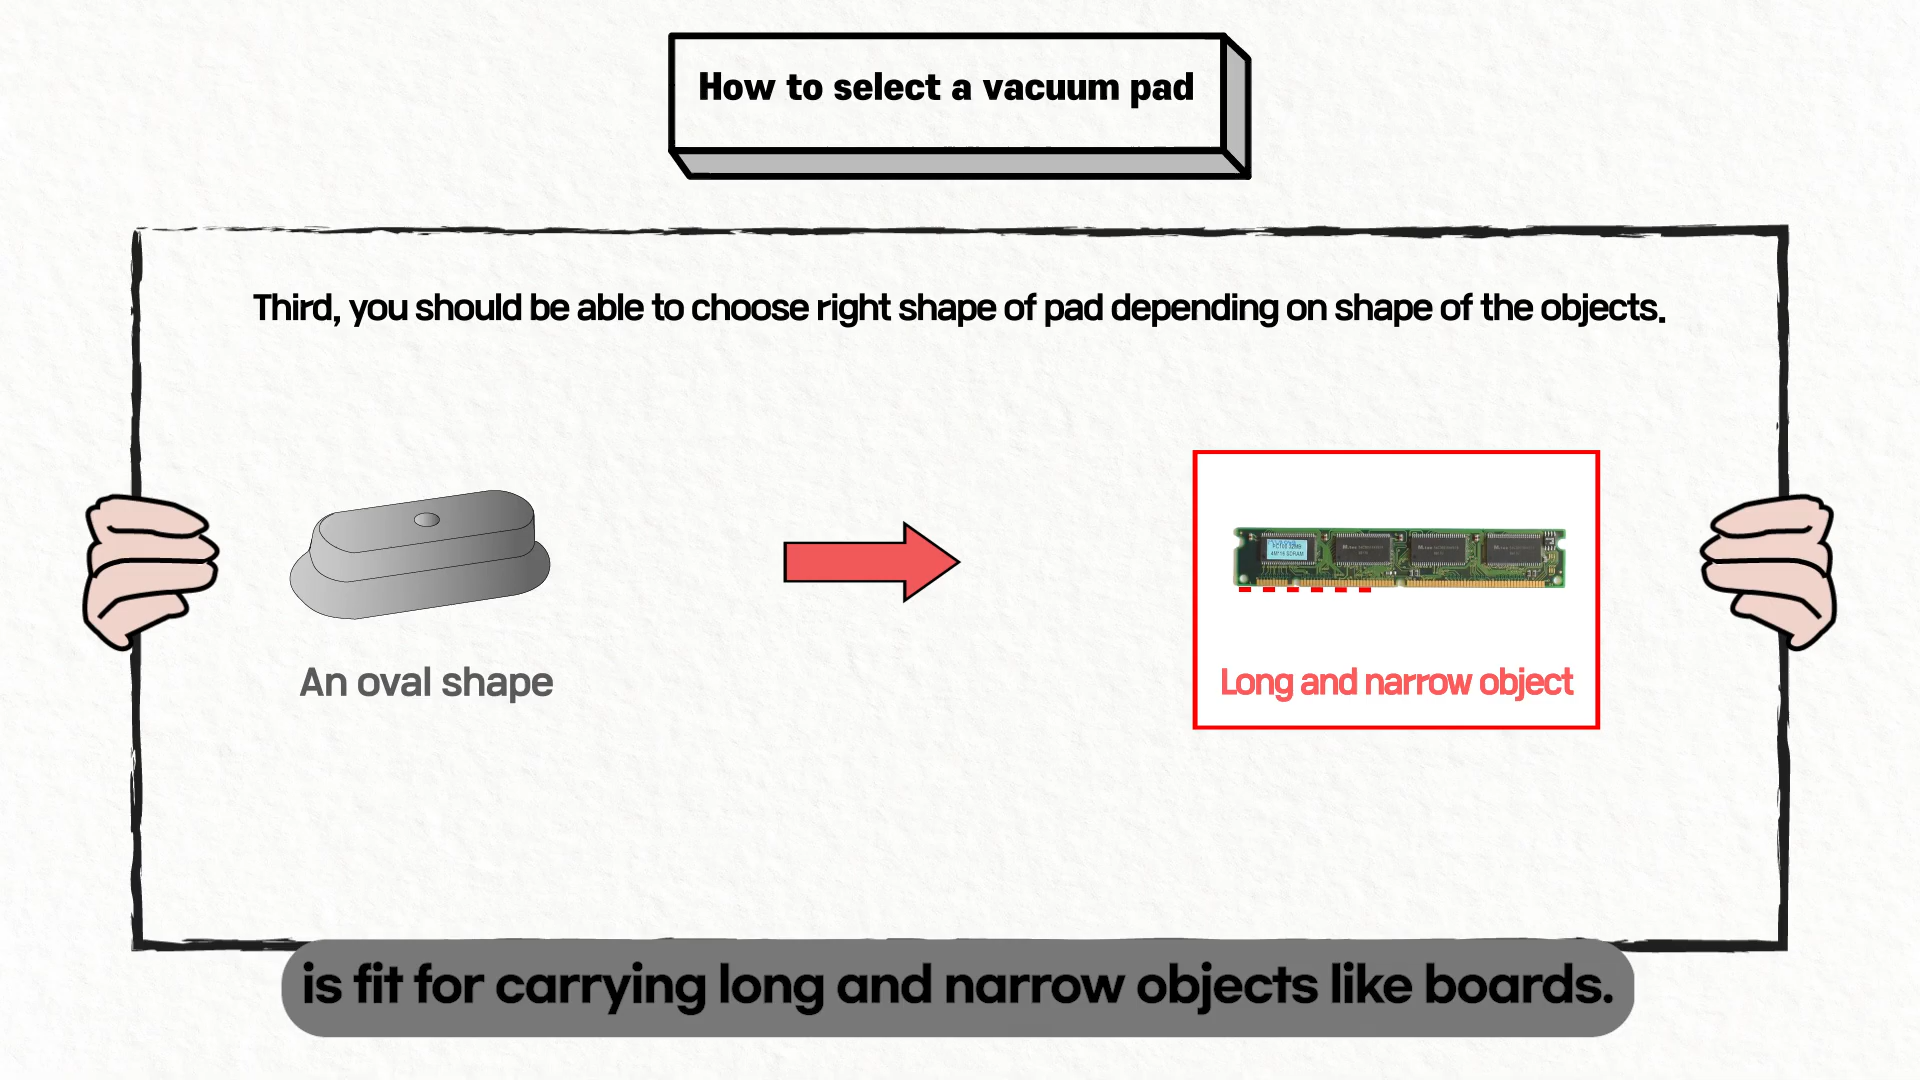 How to select a vacuum pad
Third, you should be able to choose right shape of pad depending on shape of the objects.
An oval shape
Long and narrow object
is fit for carrying long and narrow objects like boards.